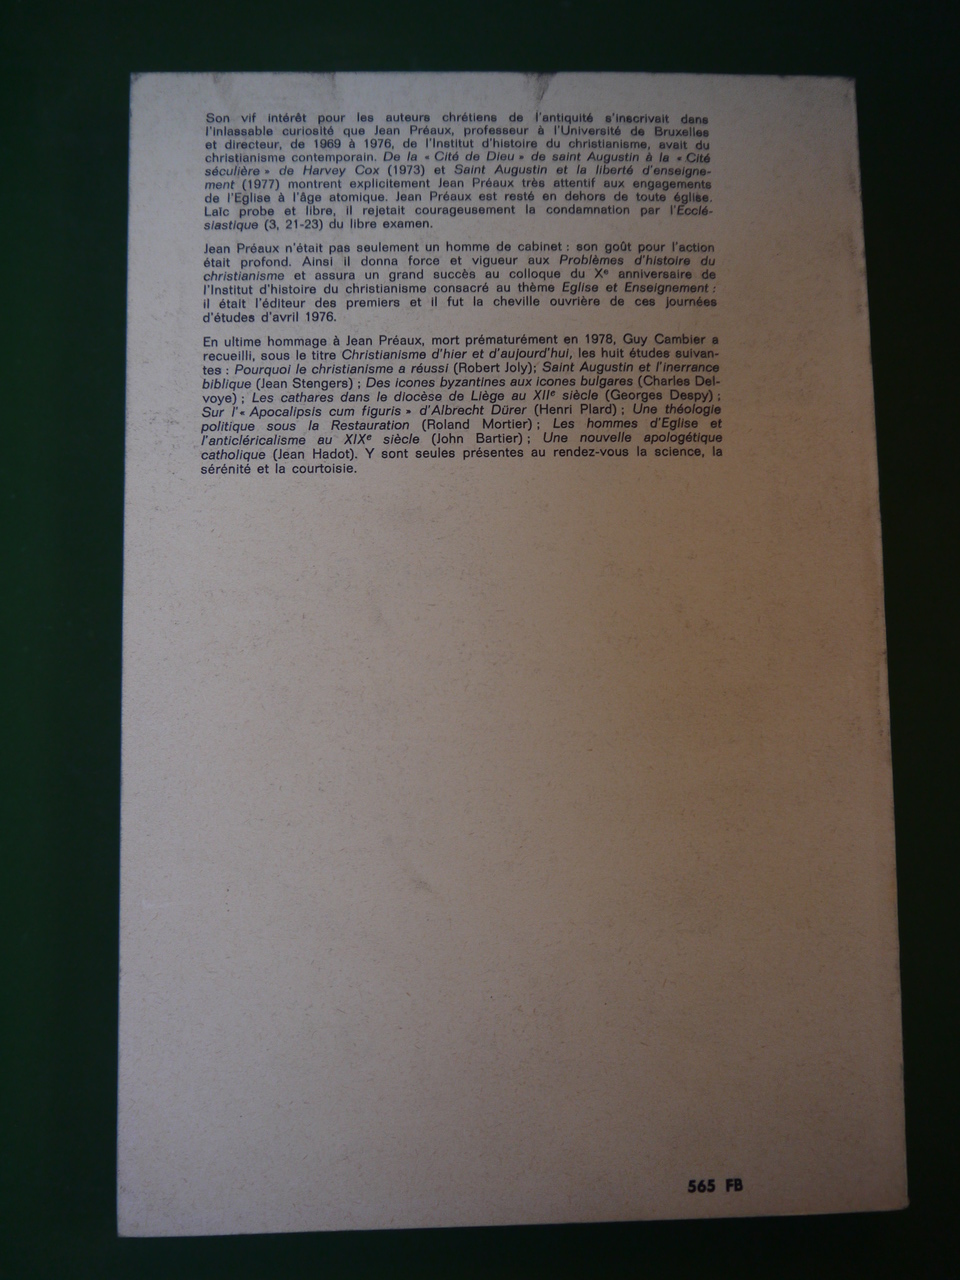 Son vif intérêt pour les auteurs chrétiens de l'antiquité s'inscrivait dans
l'inlassable curiosité que Jean Préaux, professeur à l'Université de Bruxelles
et directeur, de 1969 à 1976, de l'Institut d'histoire du christianisme, avait du
christianisme contemporain. De la « Cité de Dieu » de saint Augustin à la « Cité
séculière » de Harvey Cox (1973) et Saint Augustin et la liberté d'enseigne-
ment (1977) montrent explicitement Jean Préaux très attentif aux engagements
de l'Eglise à l'âge atomique. Jean Préaux est resté en dehors de toute église.
Laïc probe et libre, il rejetait courageusement la condamnation par l'Ecclé-
siastique (3, 21-23) du libre examen.
Jean Préaux n'était pas seulement un homme de cabinet : son goût pour l'action
était profond. Ainsi il donna force et vigueur aux Problèmes d'histoire du
christianisme et assura un grand succès au colloque du Xe anniversaire de
l'Institut d'histoire du christianisme consacré au thème Eglise et Enseignement :
il était l'éditeur des premiers et il fut la cheville ouvrière de ces journées
d'études d'avril 1976.
En ultime hommage à Jean Préaux, mort prématurément en 1978, Guy Cambier a
recueilli, sous le titre Christianisme d'hier et d'aujourd'hui, les huit études suivan-
tes : Pourquoi le christianisme a réussi (Robert Joly); Saint Augustin et l'inerrance
biblique (Jean Stengers) ; Des icones byzantines aux icones bulgares (Charles Del-
voye) ; Les cathares dans le diocèse de Liège au XIIe siècle (Georges Despy) ;
Sur l'« Apocalipsis cum figuris » d'Albrecht Dürer (Henri Plard) ; Une théologie
politique sous la Restauration (Roland Mortier) ; Les hommes d'Eglise et
l'anticléricalisme au XIXe siècle (John Bartier) ; Une nouvelle apologétique
catholique (Jean Hadot). Y sont seules présentes au rendez-vous la science, la
sérénité et la courtoisie.
565 FB